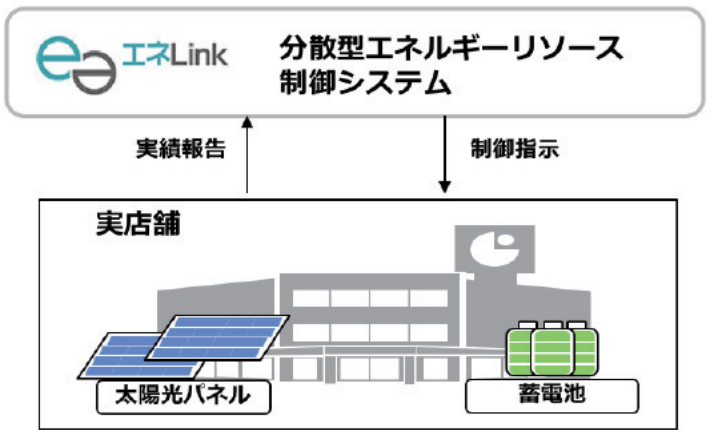 エネLink
分散型エネルギーリソース
制御システム
実績報告
制御指示
実店舗
太陽光パネル
蓄電池